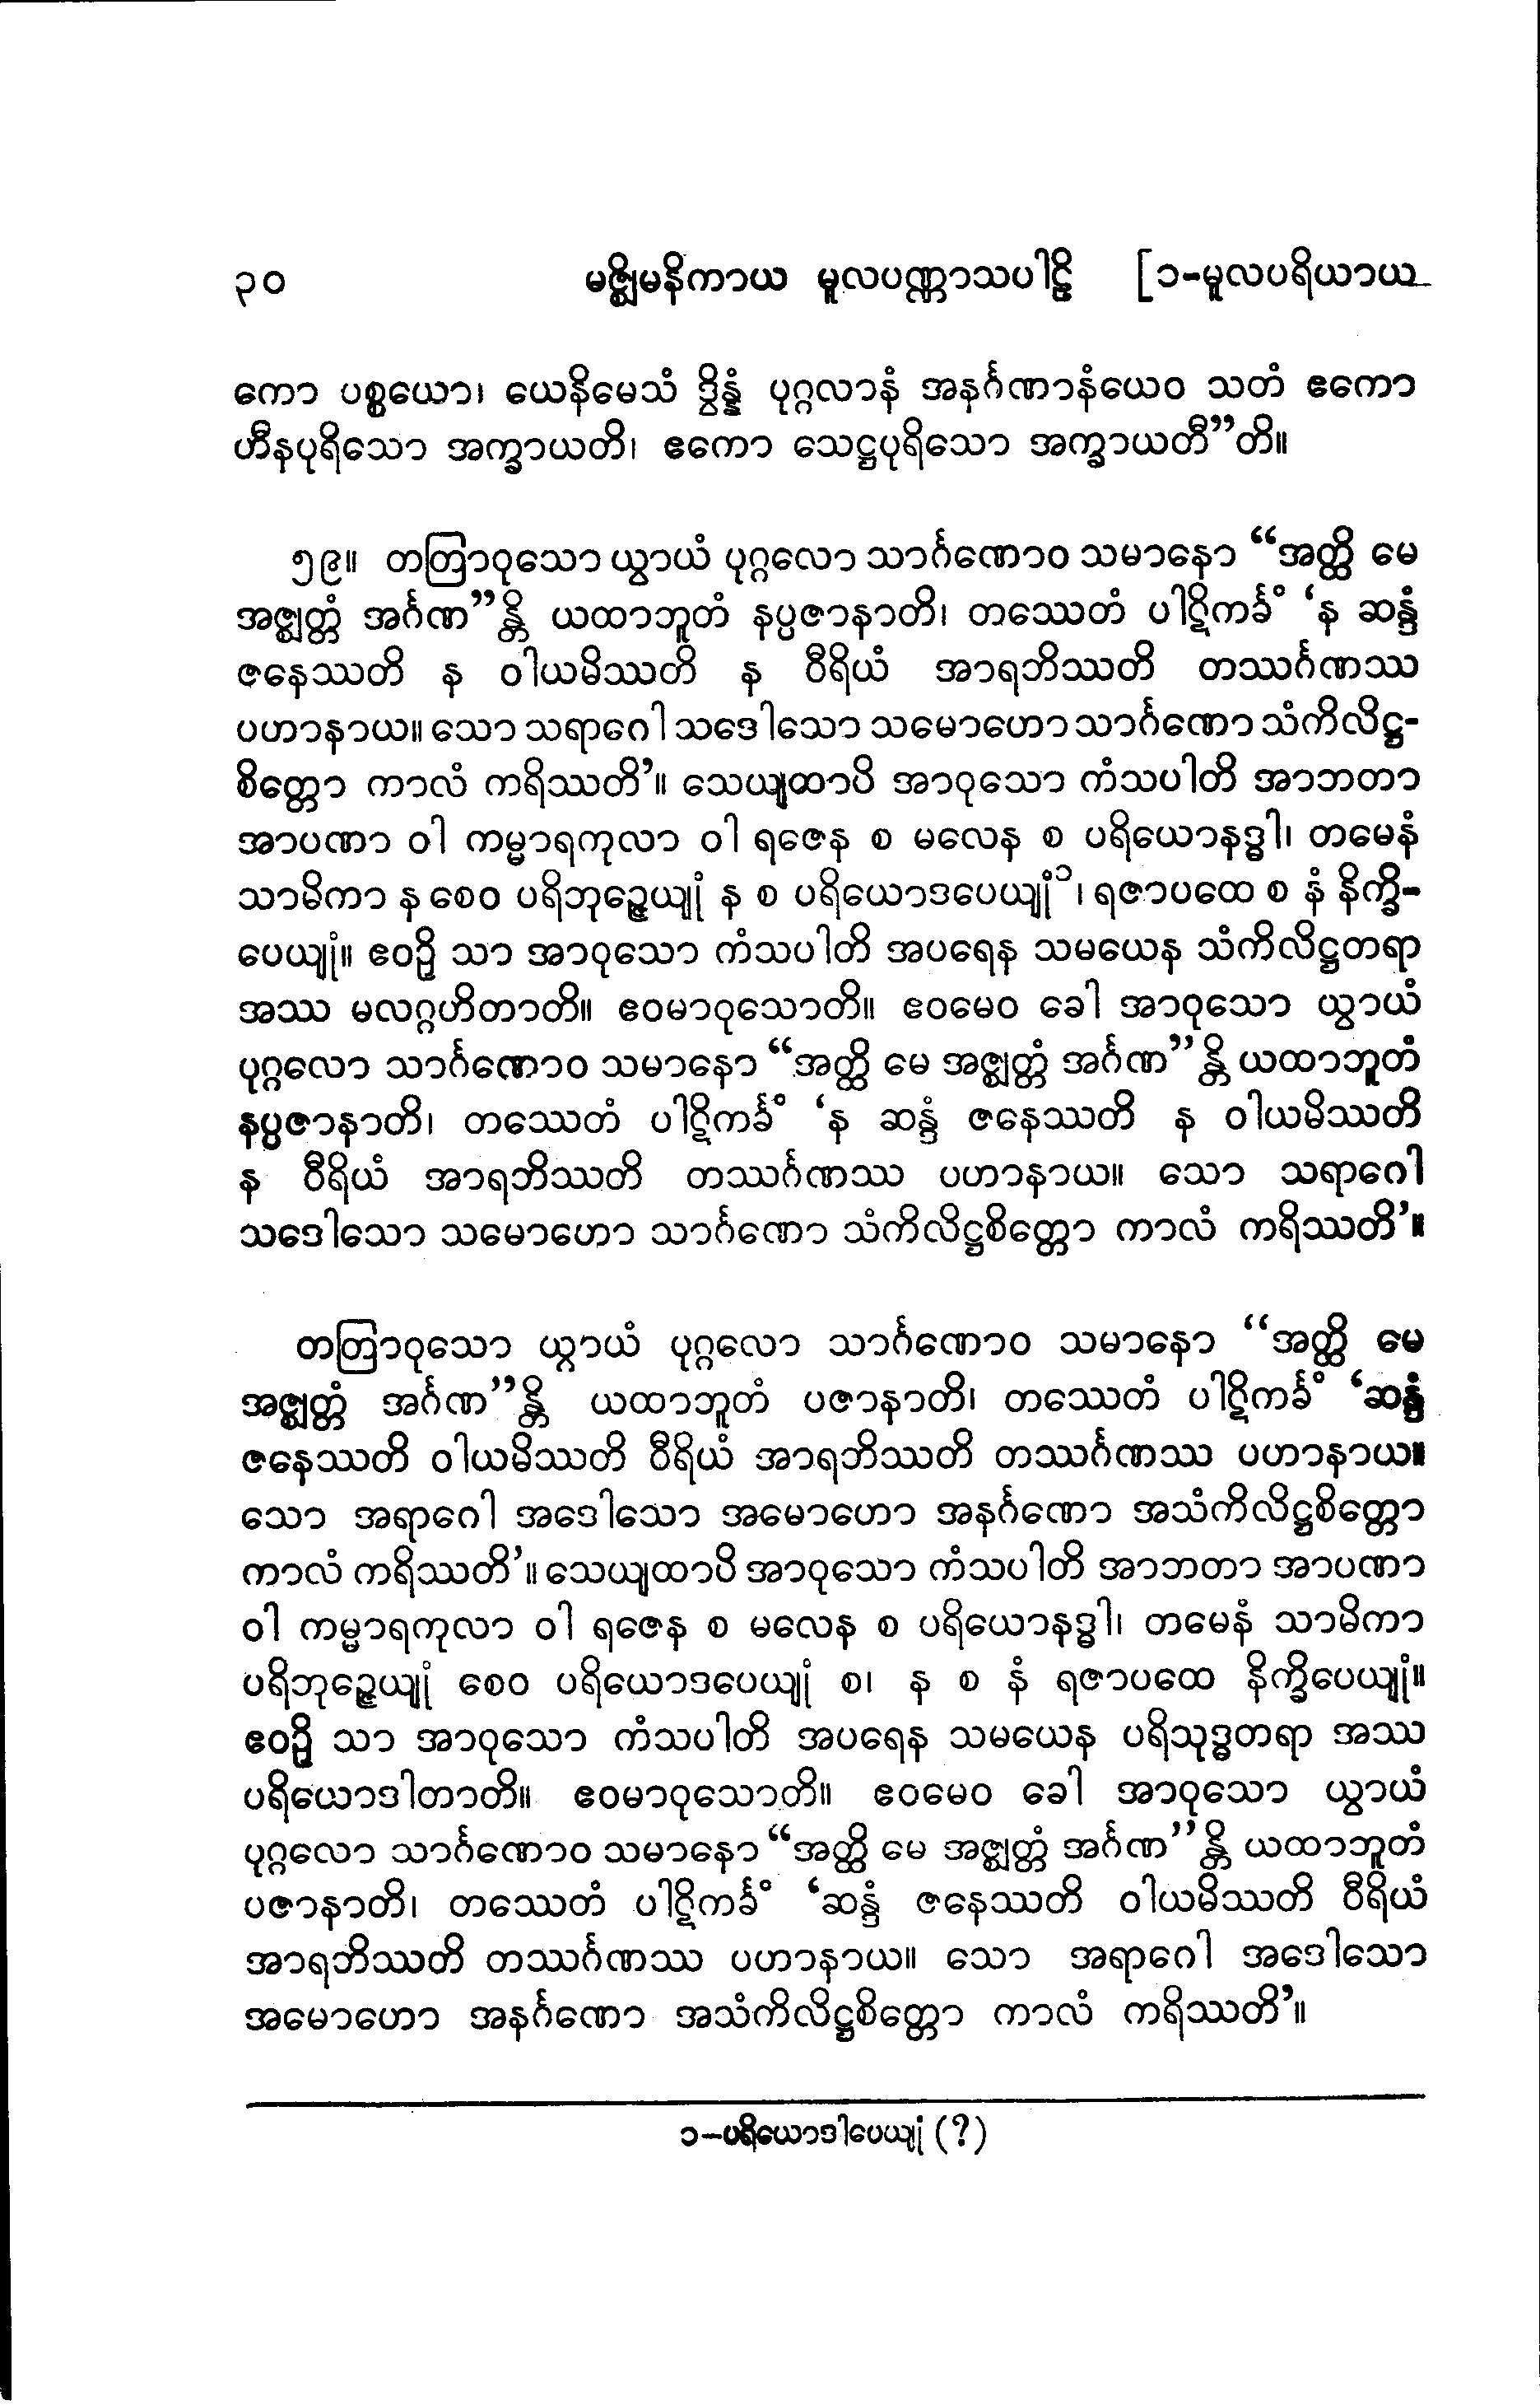 ၃၀ မဇ္ဈိမနိကာယ မူလပဏ္ဏာသပါဠိ [၁-မူလပရိယာယ
ကော ပစ္စယော၊ ယေနိမေသံ ဒွိန္နံ ပုဂ္ဂလာနံ အနင်္ဂဏာနံယေဝ သတံ ဧကော
ဟီနပုရိသော အက္ခာယတိ၊ ဧကော သေဋ္ဌပုရိသော အက္ခာယတီ”တိ။
၅၉။ တတြာဝုသော ယွာယံ ပုဂ္ဂလော သာင်္ဂဏောဝ သမာနော “အတ္ထိ မေ
အဇ္ဈတ္တံ အင်္ဂဏ”န္တိ ယထာဘူတံ နပ္ပဇာနာတိ၊ တဿေတံ ပါဋိကင်္ခံ ‘န ဆန္ဒံ
ဇနေဿတိ န ဝါယမိဿတိ န ဝီရိယံ အာရဘိဿတိ တဿင်္ဂဏဿ
ပဟာနာယ။ သော သရာဂေါ သဒေါသော သမောဟော သာင်္ဂဏော သံကိလိဋ္ဌ-
စိတ္တော ကာလံ ကရိဿတိ’။ သေယျထာပိ အာဝုသော ကံသပါတိ အာဘတာ
အာပဏာ ဝါ ကမ္မာရကုလာ ဝါ ရဇေန စ မလေန စ ပရိယောနဒ္ဓါ၊ တမေနံ
သာမိကာ န စေဝ ပရိဘုဉ္ဇေယျုံ န စ ပရိယောဒပေယျုံ၁၊ ရဇာပထေ စ နံ နိက္ခိ-
ပေယျုံ။ ဧဝဉှိ သာ အာဝုသော ကံသပါတိ အပရေန သမယေန သံကိလိဋ္ဌတရာ
အဿ မလဂ္ဂဟိတာတိ။ ဧဝမာဝုသောတိ။ ဧဝမေဝ ခေါ အာဝုသော ယွာယံ
ပုဂ္ဂလော သာင်္ဂဏောဝ သမာနော “အတ္ထိ မေ အဇ္ဈတ္တံ အင်္ဂဏ”န္တိ ယထာဘူတံ
နပ္ပဇာနာတိ၊ တဿေတံ ပါဋိကင်္ခံ ‘န ဆန္ဒံ ဇနေဿတိ န ဝါယမိဿတိ
န ဝီရိယံ အာရဘိဿတိ တဿင်္ဂဏဿ ပဟာနာယ။ သော သရာဂေါ
သဒေါသော သမောဟော သာင်္ဂဏော သံကိလိဋ္ဌစိတ္တော ကာလံ ကရိဿတိ’။
တတြာဝုသော ယွာယံ ပုဂ္ဂလော သာင်္ဂဏောဝ သမာနော “အတ္ထိ မေ
အဇ္ဈတ္တံ အင်္ဂဏ”န္တိ ယထာဘူတံ ပဇာနာတိ၊ တဿေတံ ပါဋိကင်္ခံ ‘ဆန္ဒံ
ဇနေဿတိ ဝါယမိဿတိ ဝီရိယံ အာရဘိဿတိ တဿင်္ဂဏဿ ပဟာနာယ။
သော အရာဂေါ အဒေါသော အမောဟော အနင်္ဂဏော အသံကိလိဋ္ဌစိတ္တော
ကာလံ ကရိဿတိ’။ သေယျထာပိ အာဝုသော ကံသပါတိ အာဘတာ အာပဏာ
ဝါ ကမ္မာရကုလာ ဝါ ရဇေန စ မလေန စ ပရိယောနဒ္ဓါ၊ တမေနံ သာမိကာ
ပရိဘုဉ္ဇေယျုံ စေဝ ပရိယောဒပေယျုံ စ၊ န စ နံ ရဇာပထေ နိက္ခိပေယျုံ။
ဧဝဉှိ သာ အာဝုသော ကံသပါတိ အပရေန သမယေန ပရိသုဒ္ဓတရာ အဿ
ပရိယောဒါတာတိ။ ဧဝမာဝုသောတိ။ ဧဝမေဝ ခေါ အာဝုသော ယွာယံ
ပုဂ္ဂလော သာင်္ဂဏောဝ သမာနော “အတ္ထိ မေ အဇ္ဈတ္တံ အင်္ဂဏ”န္တိ ယထာဘူတံ
ပဇာနာတိ၊ တဿေတံ ပါဋိကင်္ခံ ‘ဆန္ဒံ ဇနေဿတိ ဝါယမိဿတိ ဝီရိယံ
အာရဘိဿတိ တဿင်္ဂဏဿ ပဟာနာယ။ သော အရာဂေါ အဒေါသော
အမောဟော အနင်္ဂဏော အသံကိလိဋ္ဌစိတ္တော ကာလံ ကရိဿတိ’။
၁-ပရိယောဒါပေယျုံ (?)